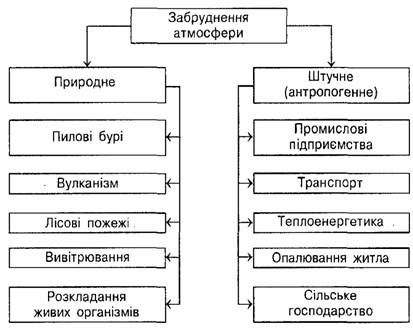 Забруднення
атмосфери
Природне
Штучне
(антропогенне)
Пилові бурі
Промислові
підприємства
Вулканізм
Транспорт
Лісові пожежі
Теплоенергетика
Вивітрювання
Опалювання житла
Розкладання
живих організмів
Сільське
господарство